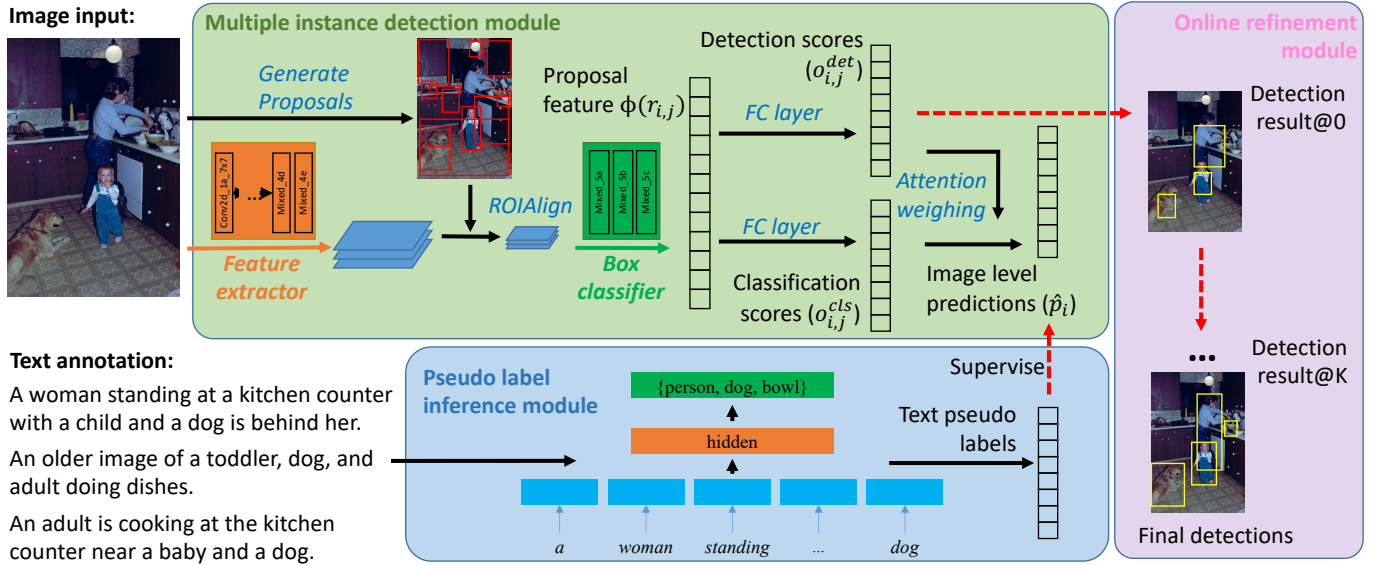 Image input:
Multiple instance detection module
Online refinement
module
Generate
Proposals
Proposal
feature ϕ(r_{i,j})
Detection scores
(o_{i,j}^{det})
FC layer
Detection
result@0
Conv2d_1a_7x7
...
Mixed_4d
Mixed_4e
Feature
extractor
ROIAlign
Mixed_5a
Mixed_5b
Mixed_5c
Box
classifier
Attention
weighing
FC layer
Classification
scores (o_{i,j}^{cls})
Image level
predictions (p̂_i)
Text annotation:
A woman standing at a kitchen counter
with a child and a dog is behind her.
An older image of a toddler, dog, and
adult doing dishes.
An adult is cooking at the kitchen
counter near a baby and a dog.
Pseudo label
inference module
{person, dog, bowl}
hidden
a
woman
standing
...
dog
Text pseudo
labels
Supervise
...
Detection
result@K
Final detections